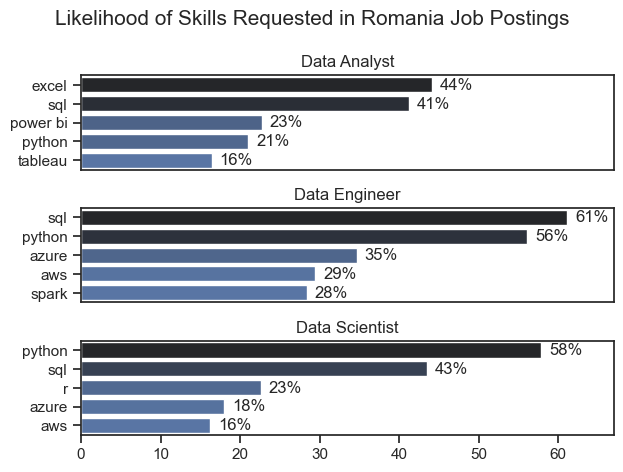 Likelihood of Skills Requested in Romania Job Postings
Data Analyst
excel 44%
sql 41%
power bi 23%
python 21%
tableau 16%
Data Engineer
sql 61%
python 56%
azure 35%
aws 29%
spark 28%
Data Scientist
python 58%
sql 43%
r 23%
azure 18%
aws 16%
0 10 20 30 40 50 60